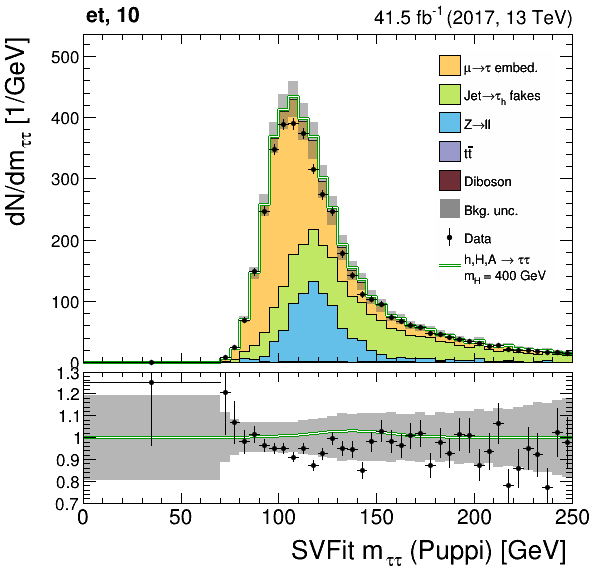 et, 10
41.5 fb⁻¹ (2017, 13 TeV)
dN/dm_ττ [1/GeV]
500
400
300
200
100
0
μ→τ embed.
Jet→τ_h fakes
Z→ll
tt̄
Diboson
Bkg. unc.
Data
h,H,A → ττ
m_H = 400 GeV
1.3
1.2
1.1
1
0.9
0.8
0.7
0 50 100 150 200 250
SVFit m_ττ (Puppi) [GeV]